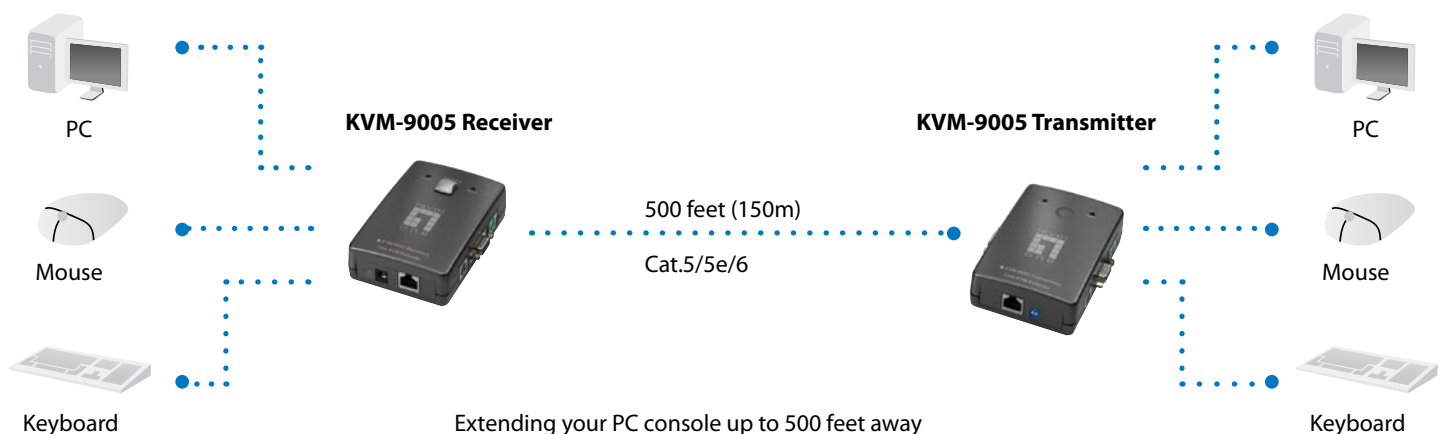 PC
KVM-9005 Receiver
KVM-9005 Transmitter
PC
500 feet (150m)
Mouse
Cat.5/5e/6
Mouse
Keyboard
Extending your PC console up to 500 feet away
Keyboard